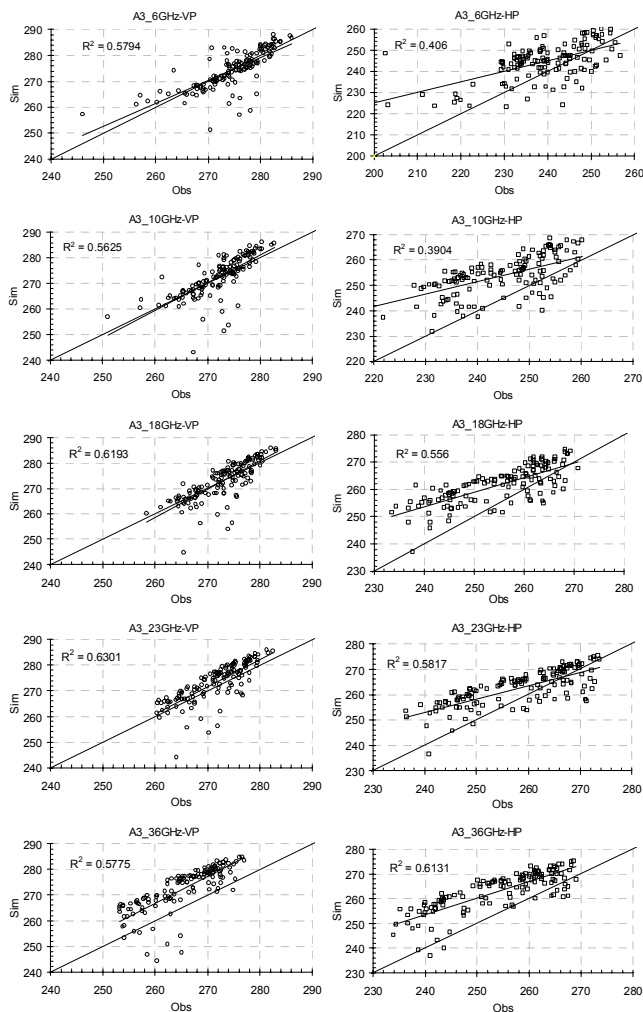 A3_6GHz-VP
R² = 0.5794
290
280
270
260
250
240
240 250 260 270 280 290
Sim
Obs
A3_6GHz-HP
R² = 0.406
260
250
240
230
220
210
200
200 210 220 230 240 250 260
Sim
Obs
A3_10GHz-VP
R² = 0.5625
290
280
270
260
250
240
240 250 260 270 280 290
Sim
Obs
A3_10GHz-HP
R² = 0.3904
270
260
250
240
230
220
220 230 240 250 260 270
Sim
Obs
A3_18GHz-VP
R² = 0.6193
290
280
270
260
250
240
240 250 260 270 280 290
Sim
Obs
A3_18GHz-HP
R² = 0.556
280
270
260
250
240
230
230 240 250 260 270 280
Sim
Obs
A3_23GHz-VP
R² = 0.6301
290
280
270
260
250
240
240 250 260 270 280 290
Sim
Obs
A3_23GHz-HP
R² = 0.5817
280
270
260
250
240
230
230 240 250 260 270 280
Sim
Obs
A3_36GHz-VP
R² = 0.5775
290
280
270
260
250
240
240 250 260 270 280 290
Sim
Obs
A3_36GHz-HP
R² = 0.6131
280
270
260
250
240
230
230 240 250 260 270 280
Sim
Obs